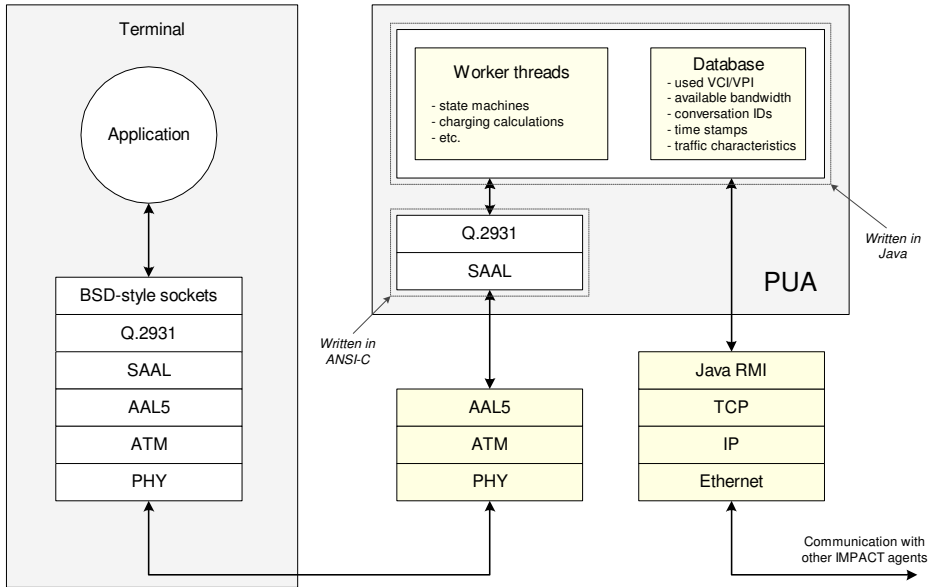 Terminal
Application
BSD-style sockets
Q.2931
SAAL
AAL5
ATM
PHY
Worker threads
- state machines
- charging calculations
- etc.
Database
- used VCI/VPI
- available bandwidth
- conversation IDs
- time stamps
- traffic characteristics
Q.2931
SAAL
Written in
Java
PUA
Written in
ANSI-C
AAL5
ATM
PHY
Java RMI
TCP
IP
Ethernet
Communication with
other IMPACT agents